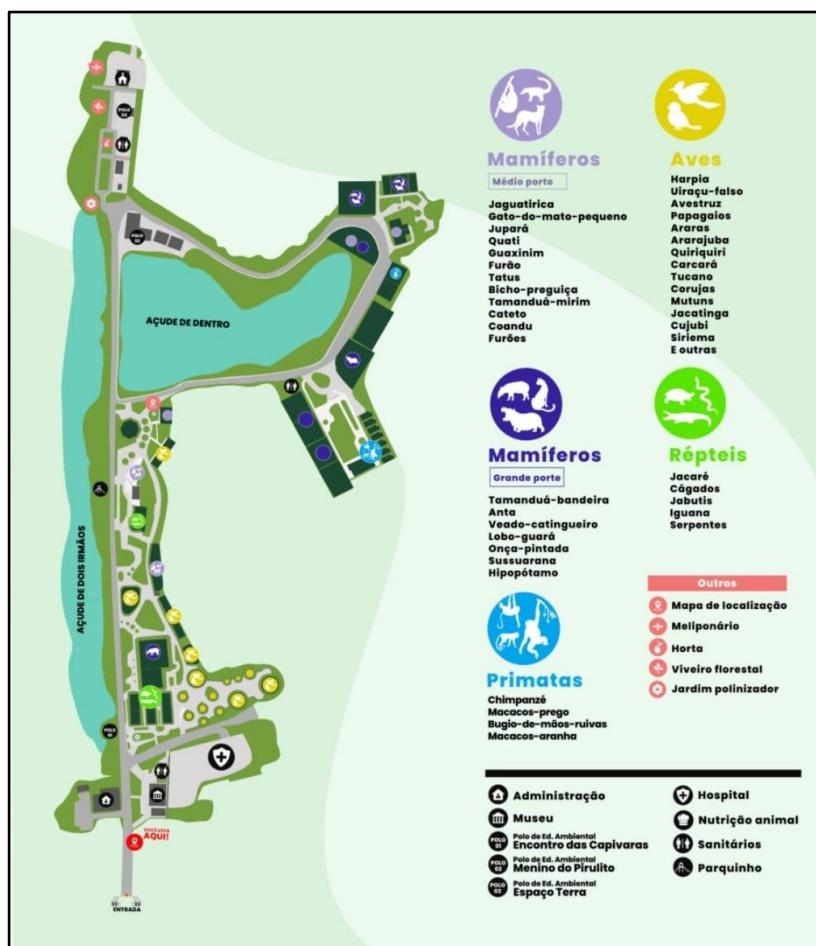 POLO
03
POLO
02
AÇUDE DE DENTRO
AÇUDE DE DOIS IRMÃOS
POLO
01
VOCÊ ESTÁ
AQUI!
ENTRADA
Mamíferos
Médio porte
Jaguatirica
Gato-do-mato-pequeno
Jupará
Quati
Guaxinim
Furão
Tatus
Bicho-preguiça
Tamanduá-mirim
Cateto
Coandu
Furões
Aves
Harpia
Uiraçu-falso
Avestruz
Papagaios
Araras
Ararajuba
Quiriquiri
Carcará
Tucano
Corujas
Mutuns
Jacatinga
Cujubi
Siriema
E outras
Mamíferos
Grande porte
Tamanduá-bandeira
Anta
Veado-catingueiro
Lobo-guará
Onça-pintada
Sussuarana
Hipopótamo
Répteis
Jacaré
Cágados
Jabutis
Iguana
Serpentes
Primatas
Chimpanzé
Macacos-prego
Bugio-de-mãos-ruivas
Macacos-aranha
Outros
Mapa de localização
Meliponário
Horta
Viveiro florestal
Jardim polinizador
Administração
Museu
POLO
01
Polo de Ed. Ambiental
Encontro das Capivaras
POLO
02
Polo de Ed. Ambiental
Menino do Pirulito
POLO
03
Polo de Ed. Ambiental
Espaço Terra
Hospital
Nutrição animal
Sanitários
Parquinho